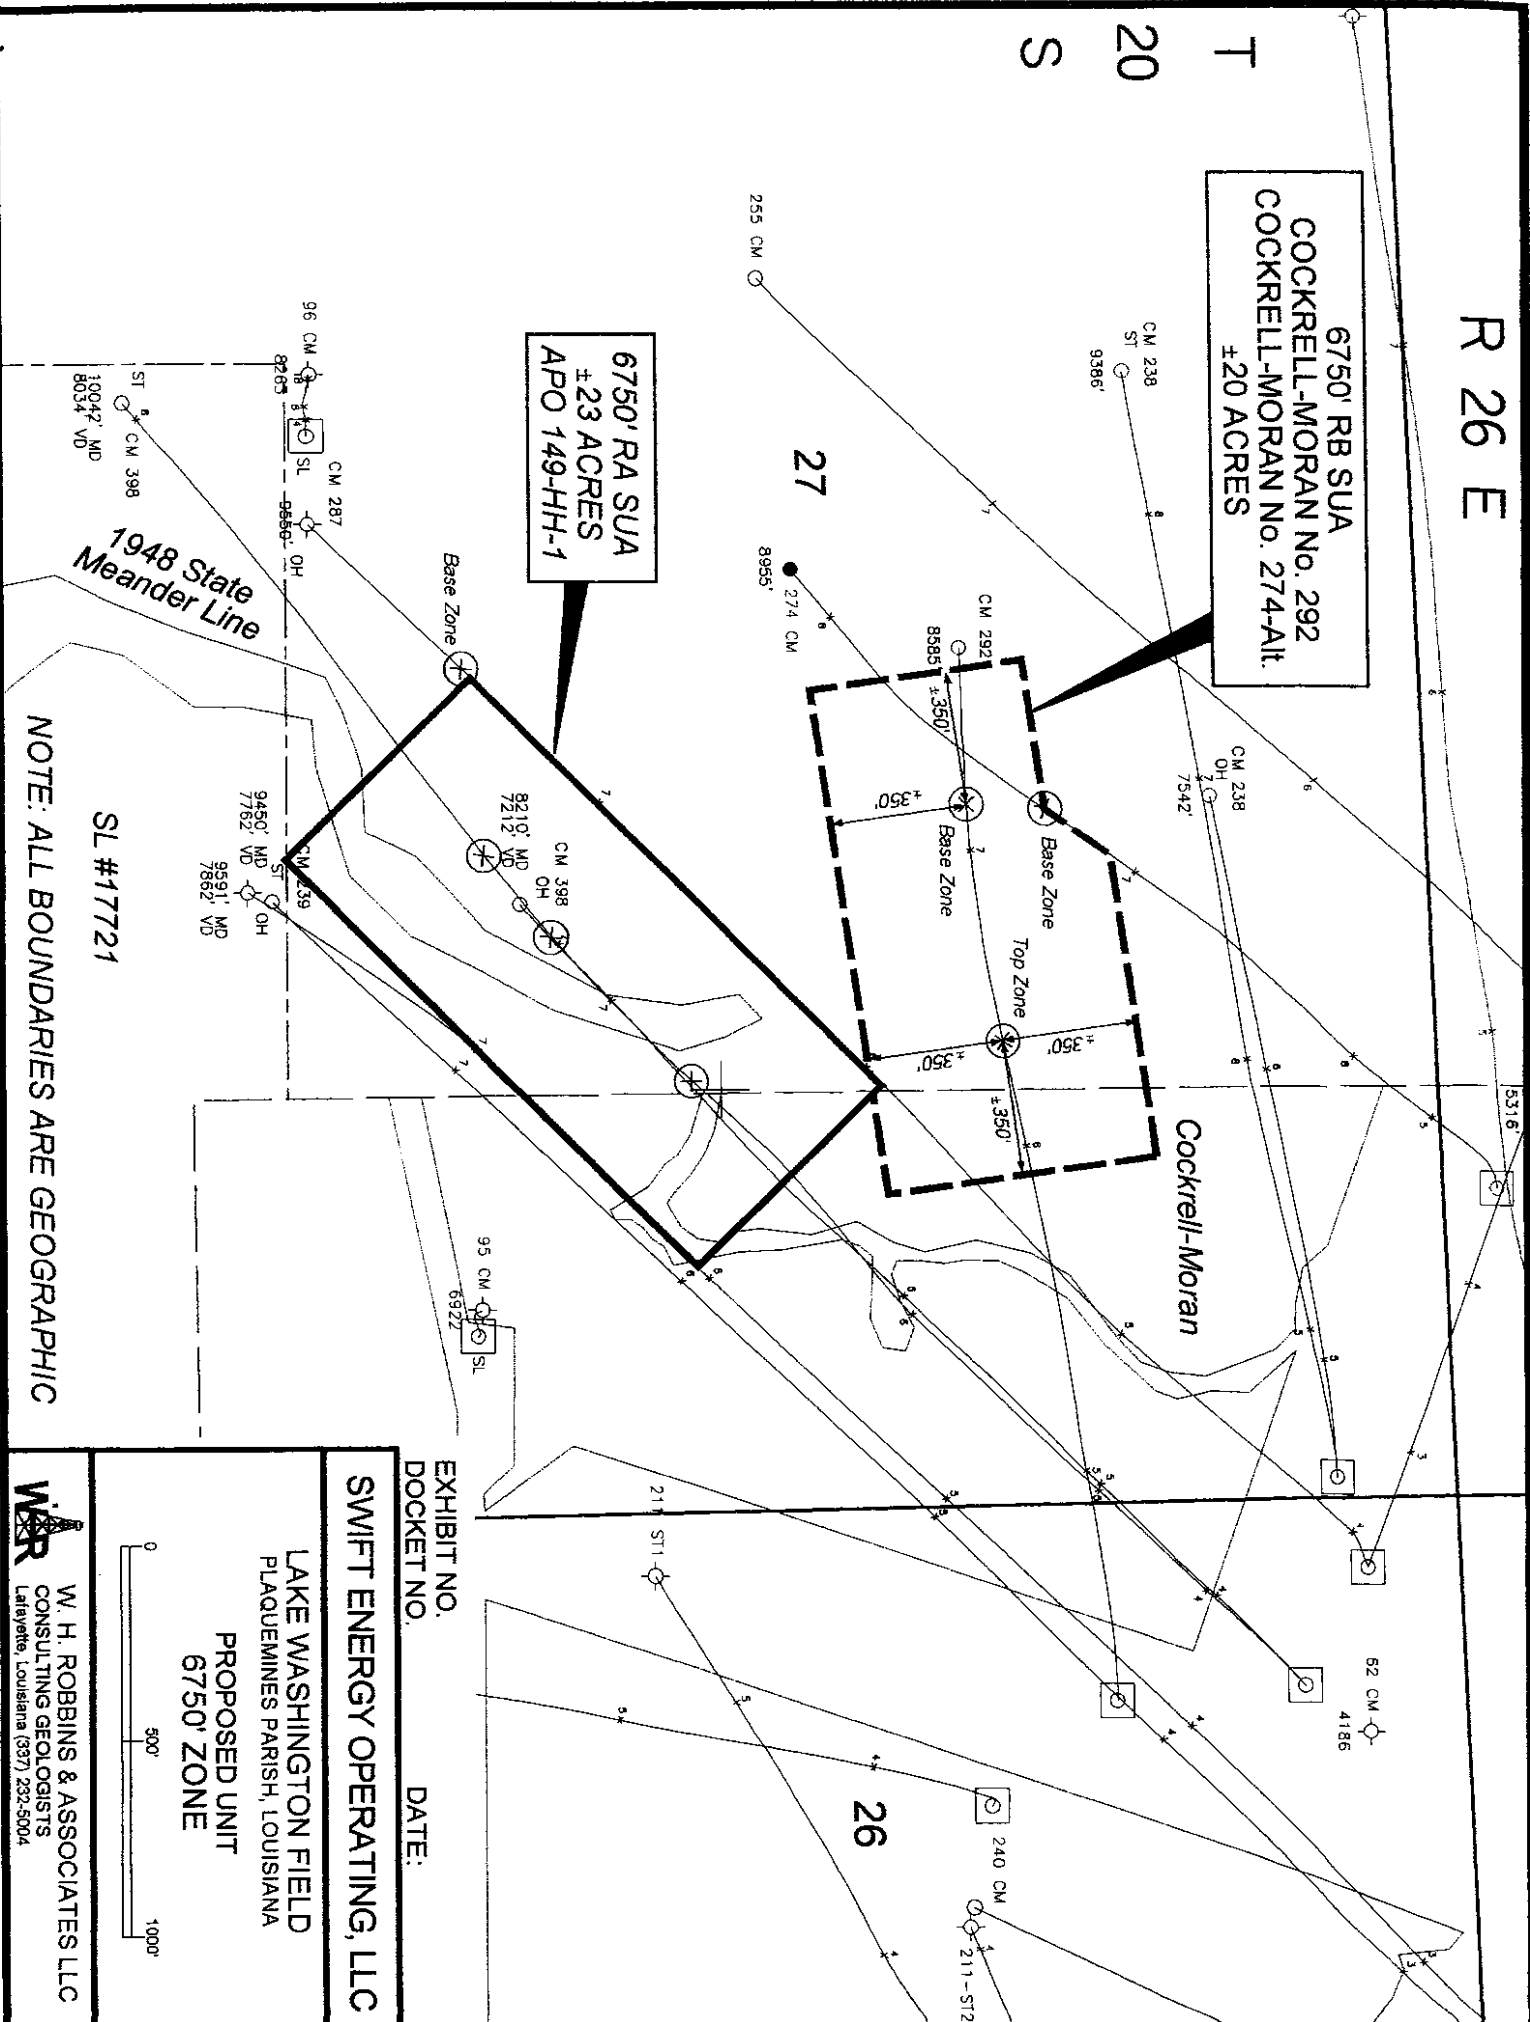 R 26 E
T
20
S
6750' RB SUA
COCKRELL-MORAN No. 292
COCKRELL-MORAN No. 274-Alt.
±20 ACRES
CM 238
ST
9386'
CM 238
OH
7542'
5316'
255 CM
27
8955'
274 CM
CM 292
8585'
±350'
±350'
Base Zone
Base Zone
Top Zone
±350'
±350'
±350'
Cockrell-Moran
6750' RA SUA
±23 ACRES
APO 149-HH-1
Base Zone
96 CM
8263
SL
CM 287
9550' OH
ST
CM 398
10042' MD
8034' VD
1948 State
Meander Line
CM 398
OH
8210' MD
7212' VD
CM 239
ST
OH
9450' MD
7762' VD
9591' MD
7862' VD
SL #17721
95 CM
6922
SL
NOTE: ALL BOUNDARIES ARE GEOGRAPHIC
52 CM
4186
26
240 CM
211-ST2
211 ST1
EXHIBIT NO.
DOCKET NO.
DATE:
SWIFT ENERGY OPERATING, LLC
LAKE WASHINGTON FIELD
PLAQUEMINES PARISH, LOUISIANA
PROPOSED UNIT
6750' ZONE
0 500' 1000'
W.H.R
W. H. ROBBINS & ASSOCIATES LLC
CONSULTING GEOLOGISTS
Lafayette, Louisiana (337) 232-5004